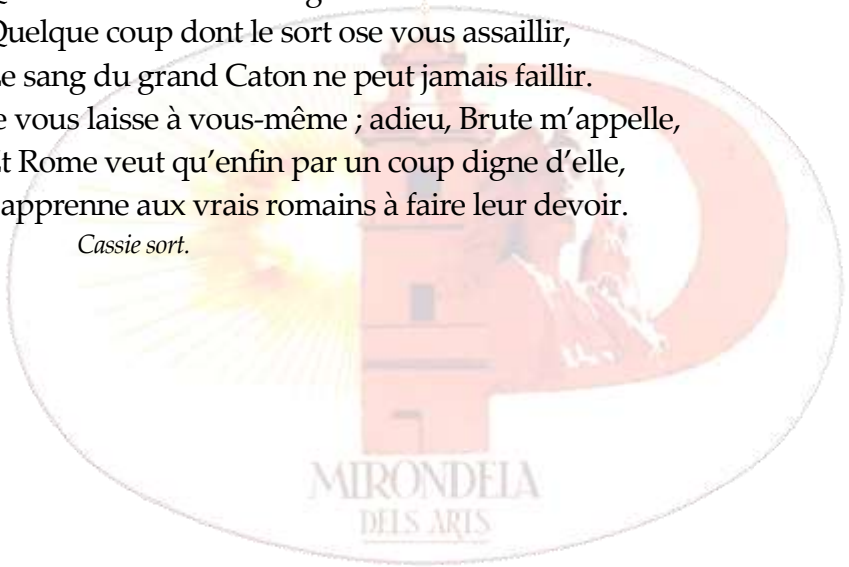 Quelque coup dont le sort ose vous assaillir,
sang du grand Caton ne peut jamais faillir.
vous laisse à vous-même ; adieu, Brute m’appelle,
Rome veut qu’enfin par un coup digne d’elle,
apprenne aux vrais romains à faire leur devoir.
Cassie sort.
MIRONDELA
DELS ARTS